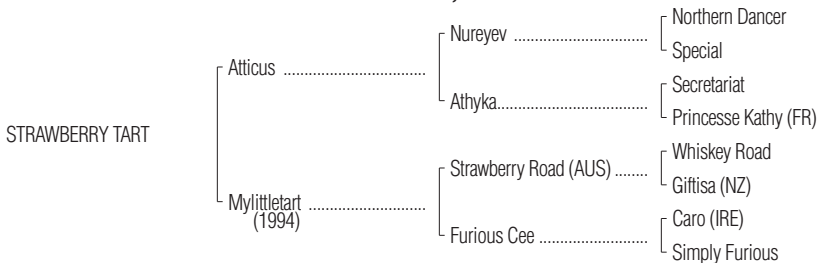 Northern Dancer
Nureyev ..................................
Special
Atticus ...................................
Secretariat
Athyka.....................................
Princesse Kathy (FR)
STRAWBERRY TART
Whiskey Road
Strawberry Road (AUS) ........
Giftisa (NZ)
Mylittletart .............................
(1994)
Caro (IRE)
Furious Cee ...........................
Simply Furious